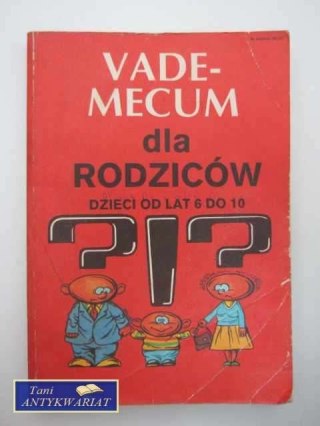 VADE-
MECUM
dla
RODZICÓW
DZIECI OD LAT 6 DO 10
?!?
Tani
ANTYKWARIAT